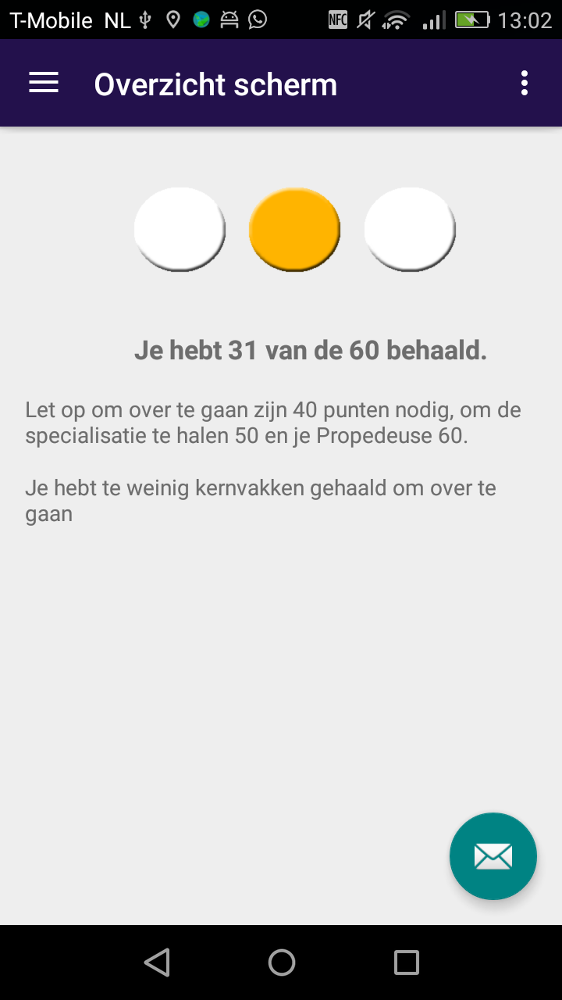 T-Mobile NL NFC 13:02
Overzicht scherm
Je hebt 31 van de 60 behaald.
Let op om over te gaan zijn 40 punten nodig, om de
specialisatie te halen 50 en je Propedeuse 60.
Je hebt te weinig kernvakken gehaald om over te
gaan